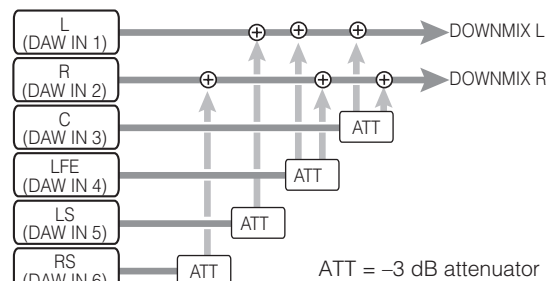 L
(DAW IN 1)
DOWNMIX L
R
(DAW IN 2)
DOWNMIX R
C
(DAW IN 3)
ATT
LFE
(DAW IN 4)
ATT
LS
(DAW IN 5)
ATT
RS
(DAW IN 6)
ATT
ATT = –3 dB attenuator